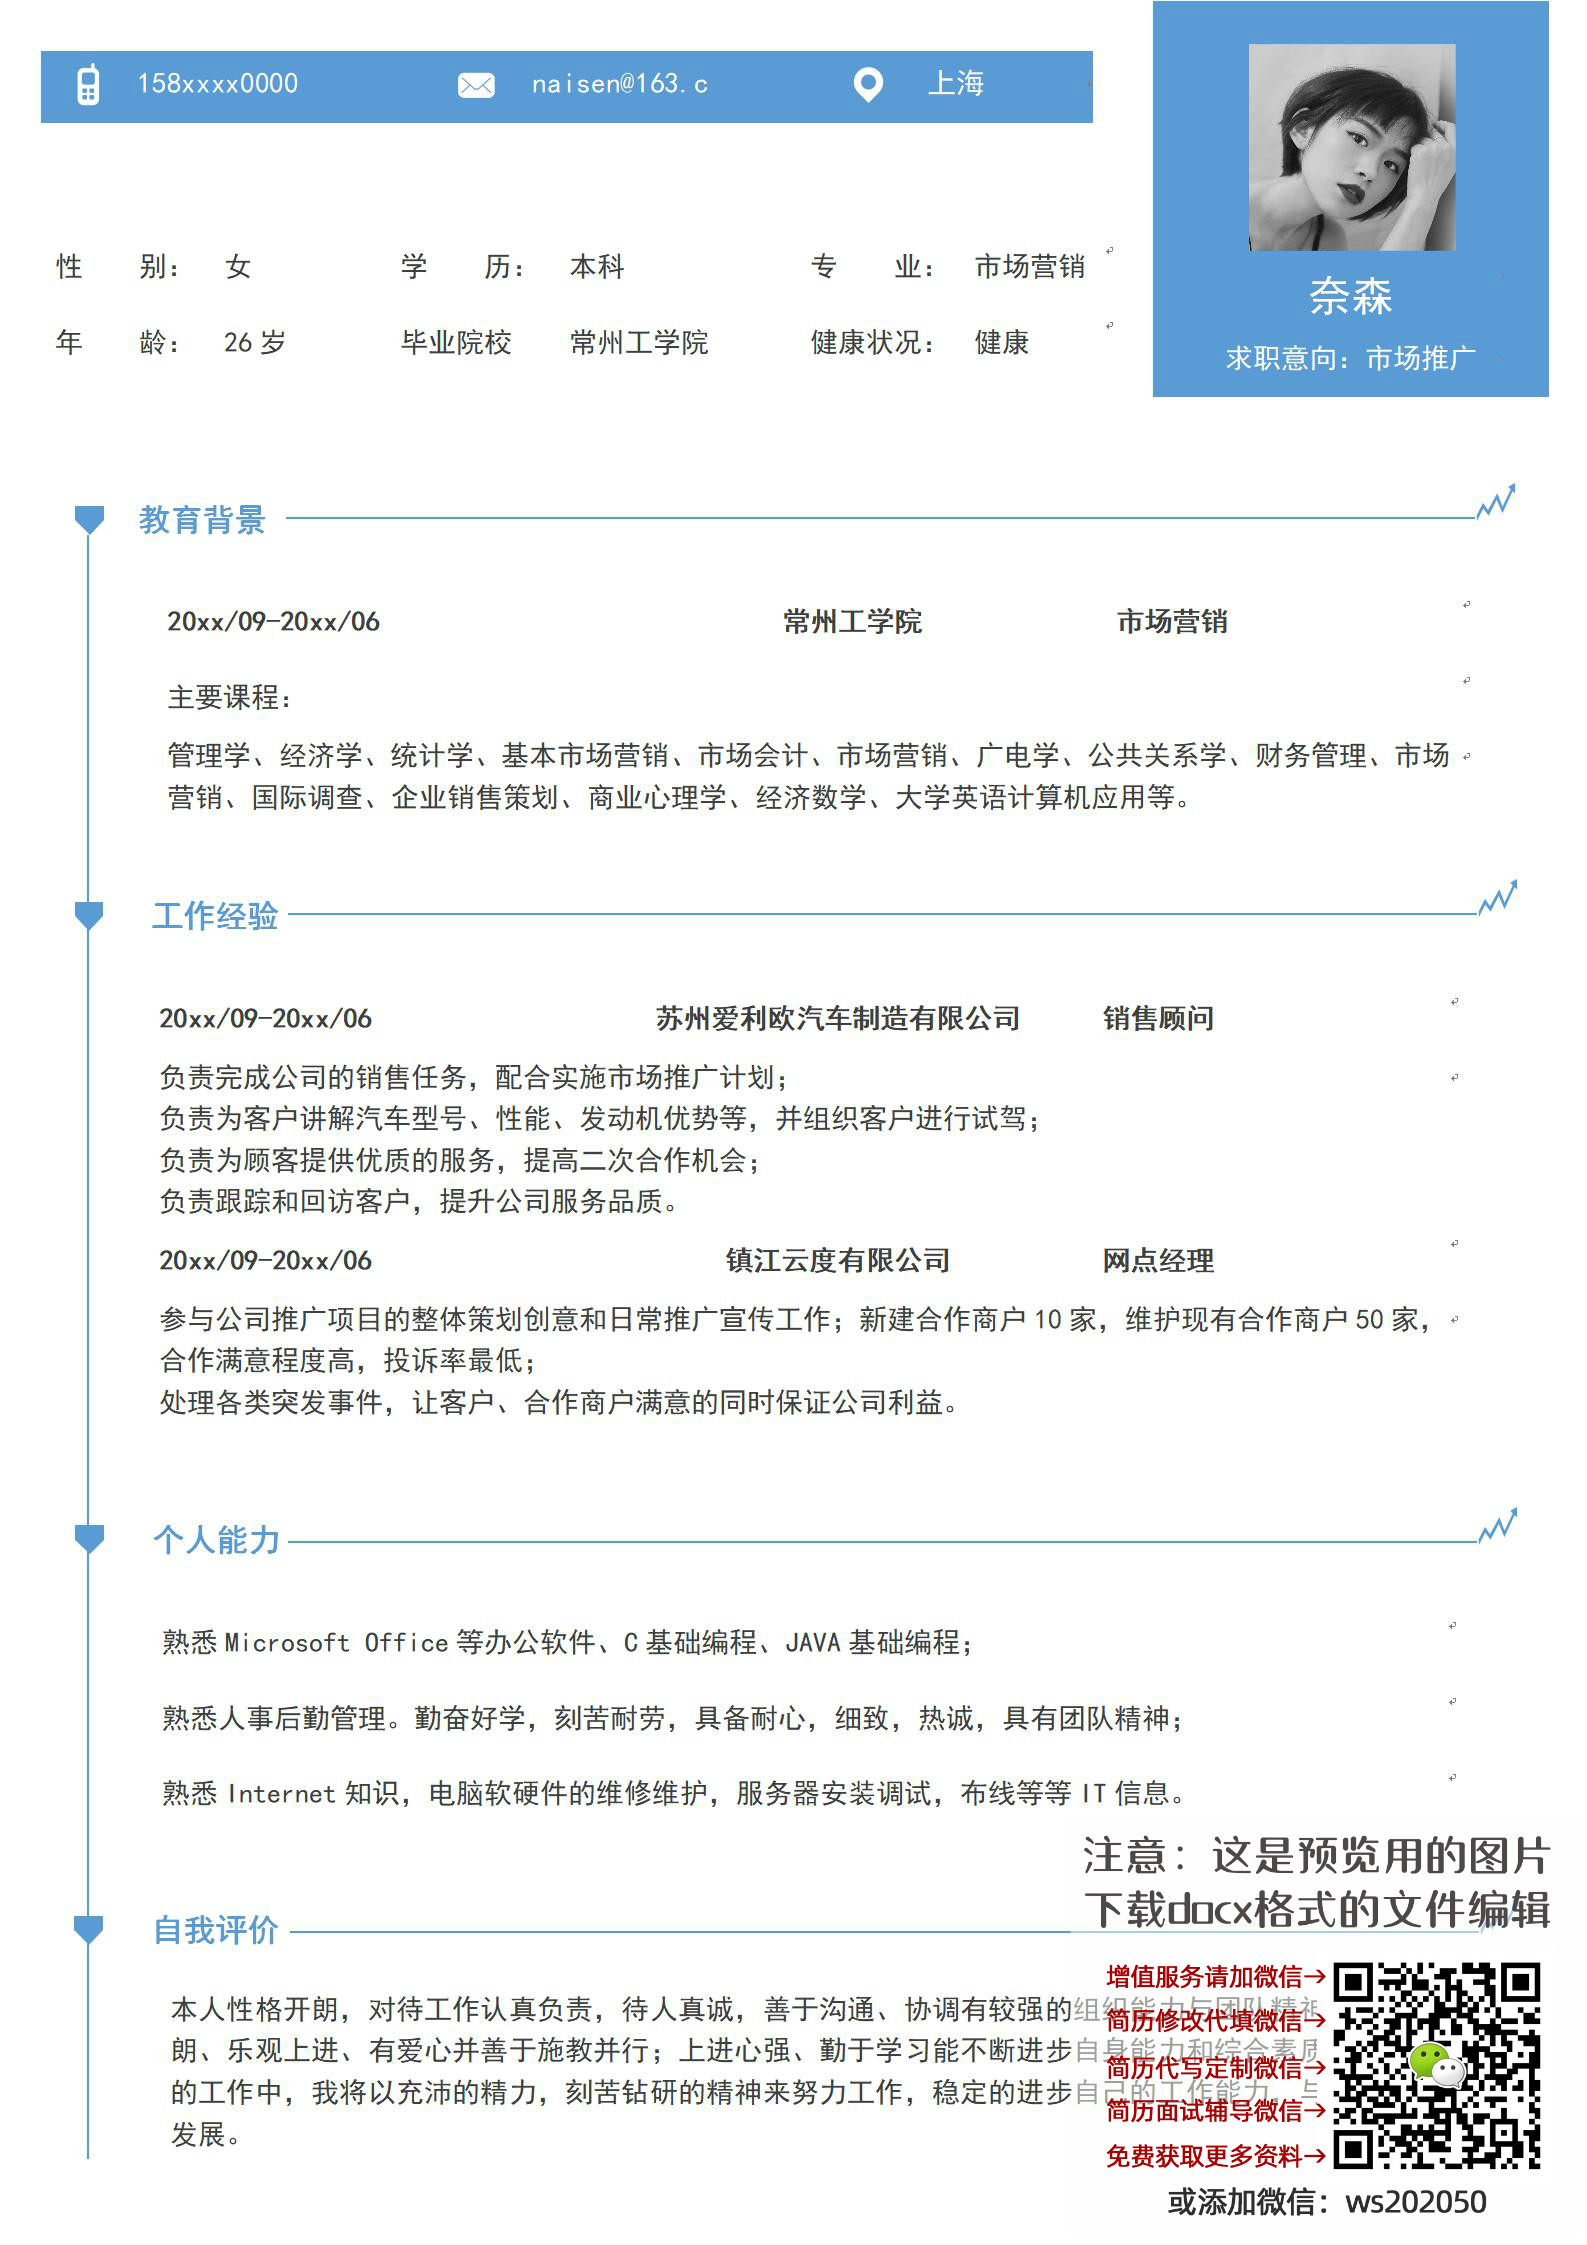 158xxxx0000 naisen@163.c 上海
性 别： 女 学 历： 本科 专 业： 市场营销
年 龄： 26 岁 毕业院校 常州工学院 健康状况： 健康
奈森
求职意向：市场推广
教育背景
20xx/09-20xx/06 常州工学院 市场营销
主要课程：
管理学、经济学、统计学、基本市场营销、市场会计、市场营销、广电学、公共关系学、财务管理、市场
营销、国际调查、企业销售策划、商业心理学、经济数学、大学英语计算机应用等。
工作经验
20xx/09-20xx/06 苏州爱利欧汽车制造有限公司 销售顾问
负责完成公司的销售任务，配合实施市场推广计划；
负责为客户讲解汽车型号、性能、发动机优势等，并组织客户进行试驾；
负责为顾客提供优质的服务，提高二次合作机会；
负责跟踪和回访客户，提升公司服务品质。
20xx/09-20xx/06 镇江云度有限公司 网点经理
参与公司推广项目的整体策划创意和日常推广宣传工作；新建合作商户 10 家，维护现有合作商户 50 家，
合作满意程度高，投诉率最低；
处理各类突发事件，让客户、合作商户满意的同时保证公司利益。
个人能力
熟悉 Microsoft Office 等办公软件、C 基础编程、JAVA 基础编程；
熟悉人事后勤管理。勤奋好学，刻苦耐劳，具备耐心，细致，热诚，具有团队精神；
熟悉 Internet 知识，电脑软硬件的维修维护，服务器安装调试，布线等等 IT 信息。
自我评价
本人性格开朗，对待工作认真负责，待人真诚，善于沟通、协调有较强的组织能力与团队精神
朗、乐观上进、有爱心并善于施教并行；上进心强、勤于学习能不断进步自身能力和综合素质
的工作中，我将以充沛的精力，刻苦钻研的精神来努力工作，稳定的进步自己的工作能力，与
发展。
注意：这是预览用的图片
下载docx格式的文件编辑
增值服务请加微信→
简历修改代填微信→
简历代写定制微信→
简历面试辅导微信→
免费获取更多资料→
或添加微信：ws202050